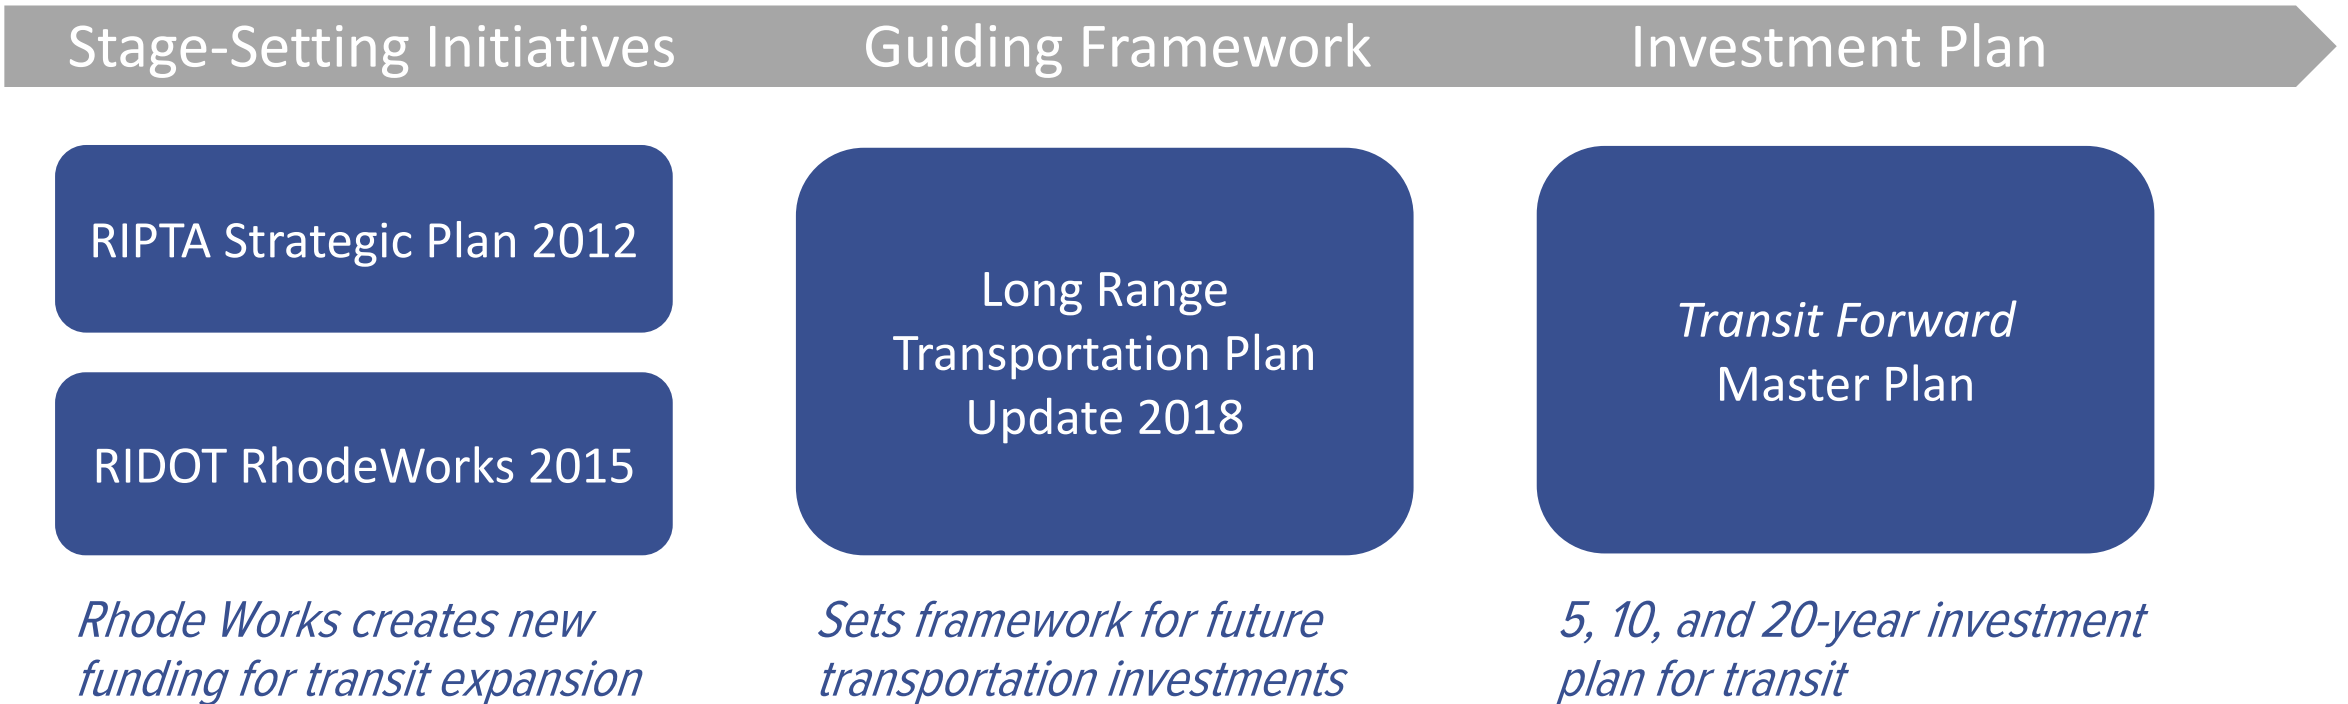 Stage-Setting Initiatives
Guiding Framework
Investment Plan
RIPTA Strategic Plan 2012
RIDOT RhodeWorks 2015
Rhode Works creates new
funding for transit expansion
Long Range
Transportation Plan
Update 2018
Sets framework for future
transportation investments
Transit Forward
Master Plan
5, 10, and 20-year investment
plan for transit